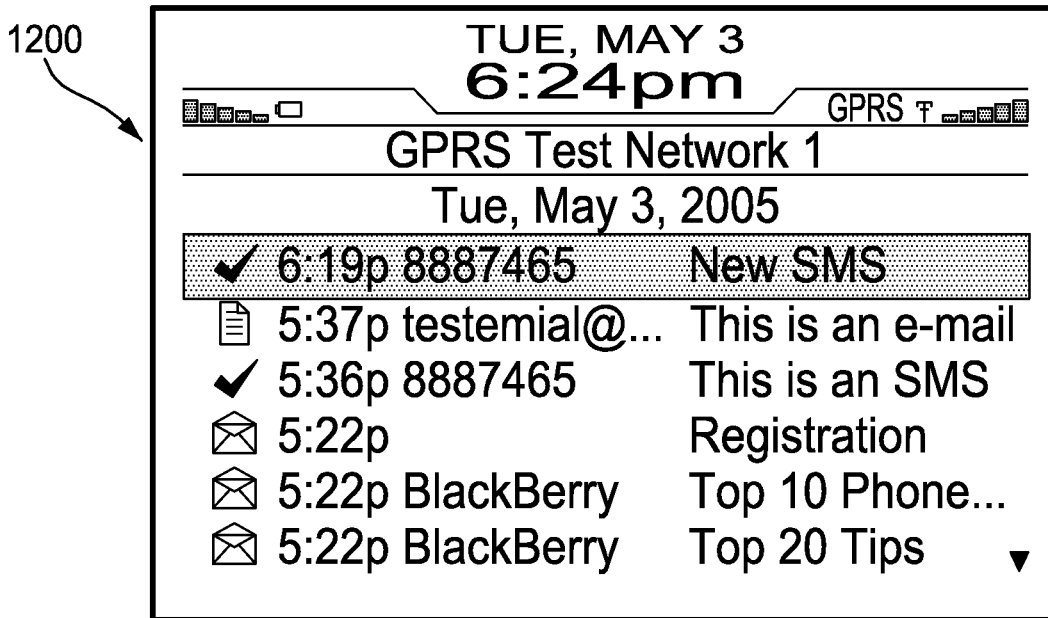 1200
TUE, MAY 3
6:24pm
GPRS
GPRS Test Network 1
Tue, May 3, 2005
6:19p 8887465 New SMS
5:37p testemial@... This is an e-mail
5:36p 8887465 This is an SMS
5:22p Registration
5:22p BlackBerry Top 10 Phone...
5:22p BlackBerry Top 20 Tips